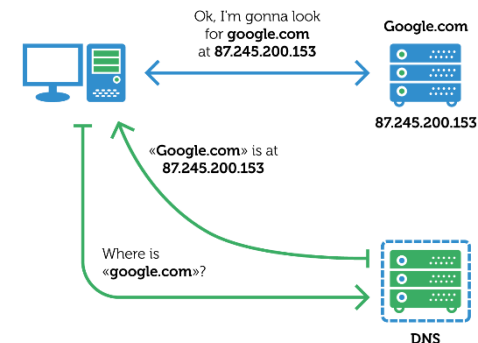 Ok, I'm gonna look
for google.com
at 87.245.200.153
Google.com
87.245.200.153
«Google.com» is at
87.245.200.153
Where is
«google.com»?
DNS